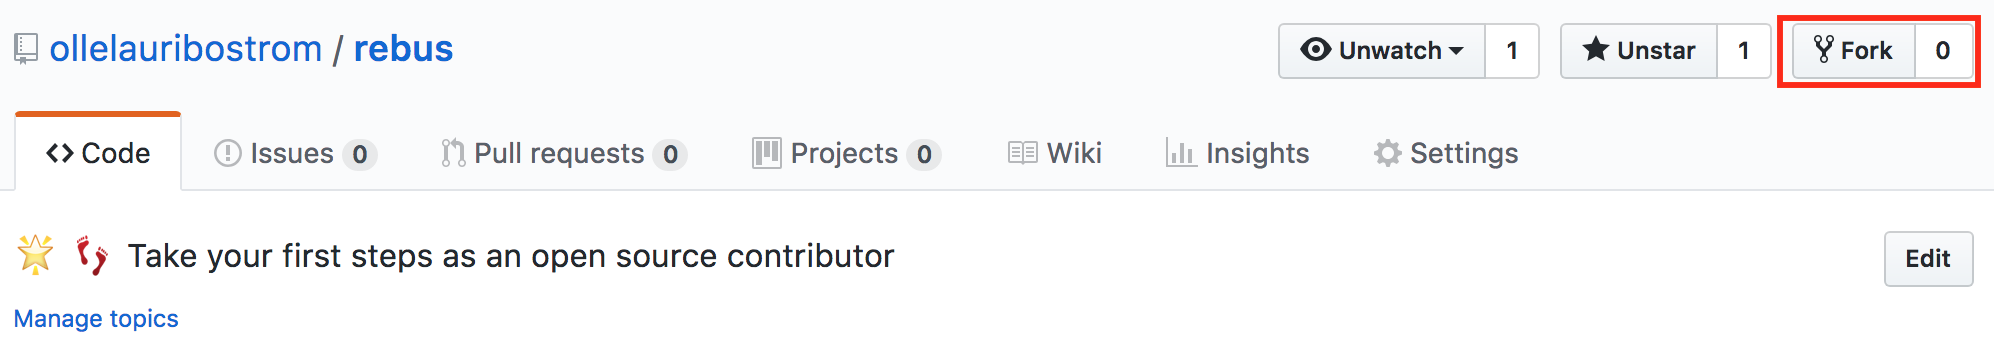 ollelauribostrom / rebus
Unwatch 1 Unstar 1 Fork 0
Code Issues 0 Pull requests 0 Projects 0 Wiki Insights Settings
🌟 👣 Take your first steps as an open source contributor
Edit
Manage topics